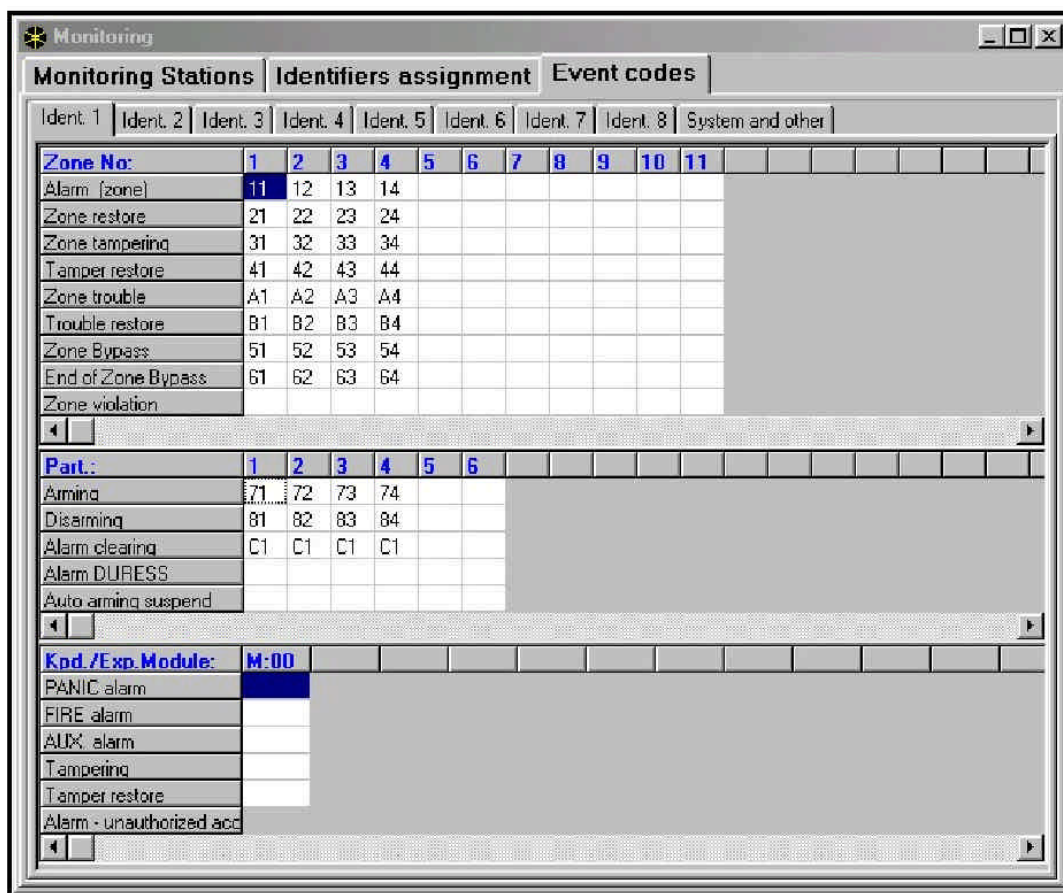 Monitoring
Monitoring Stations Identifiers assignment Event codes
Ident. 1 Ident. 2 Ident. 3 Ident. 4 Ident. 5 Ident. 6 Ident. 7 Ident. 8 System and other
Zone No: 1 2 3 4 5 6 7 8 9 10 11
Alarm (zone) 11 12 13 14
Zone restore 21 22 23 24
Zone tampering 31 32 33 34
Tamper restore 41 42 43 44
Zone trouble A1 A2 A3 A4
Trouble restore B1 B2 B3 B4
Zone Bypass 51 52 53 54
End of Zone Bypass 61 62 63 64
Zone violation
Part.: 1 2 3 4 5 6
Arming 71 72 73 74
Disarming 81 82 83 84
Alarm clearing C1 C1 C1 C1
Alarm DURESS
Auto arming suspend
Kpd./Exp.Module: M:00
PANIC alarm
FIRE alarm
AUX. alarm
Tampering
Tamper restore
Alarm - unauthorized acc